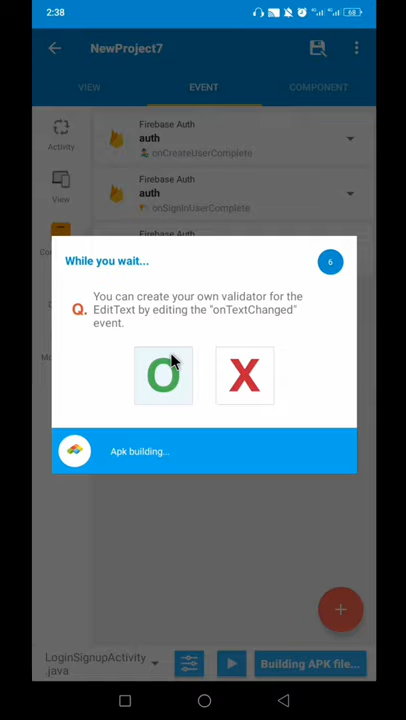 2:38
68
NewProject7
VIEW
EVENT
COMPONENT
Activity
Firebase Auth
auth
onCreateUserComplete
View
Firebase Auth
auth
onSignInUserComplete
Firebase Auth
While you wait...
6
Q.
You can create your own validator for the
EditText by editing the "onTextChanged"
event.
O
X
Apk building...
LoginSignupActivity
.java
Building APK file...